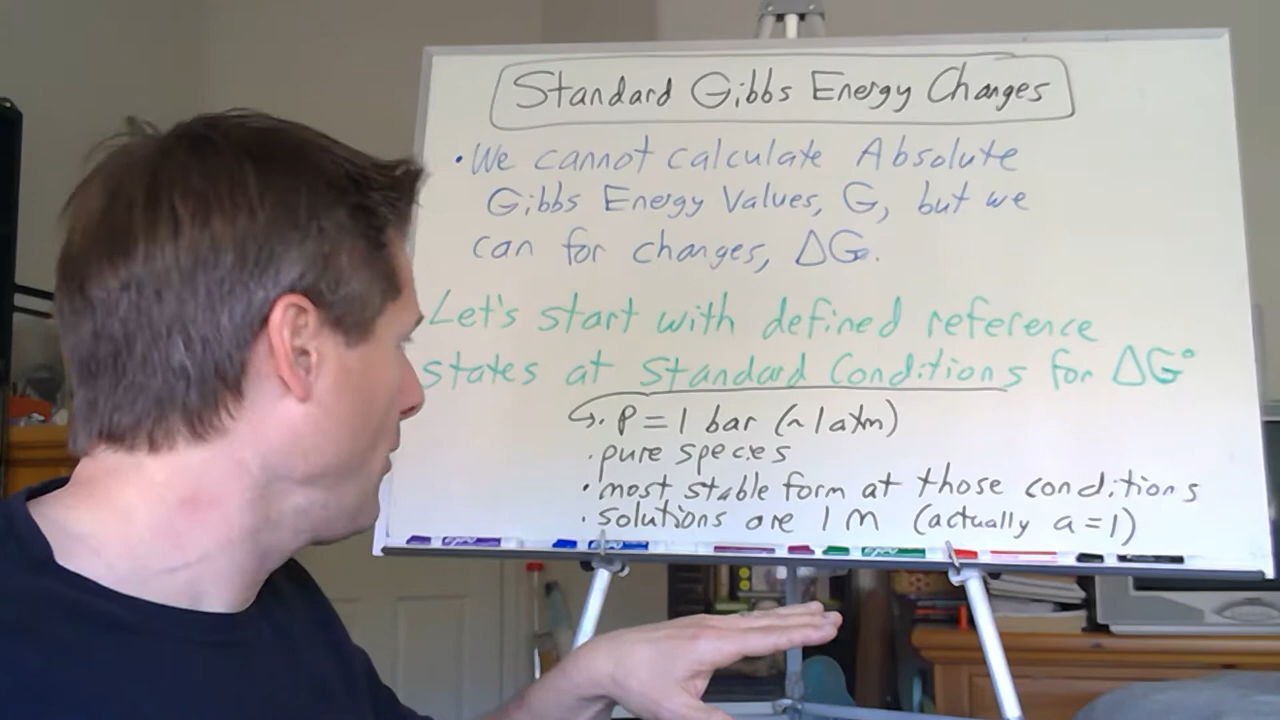 Standard Gibbs Energy Changes
• We cannot calculate Absolute
Gibbs Energy Values, G, but we
can for changes, ΔG.
Let's start with defined reference
states at Standard Conditions for ΔG°
↳ • P = 1 bar (~1 atm)
• pure species
• most stable form at those conditions
• solutions are 1 M (actually a = 1)